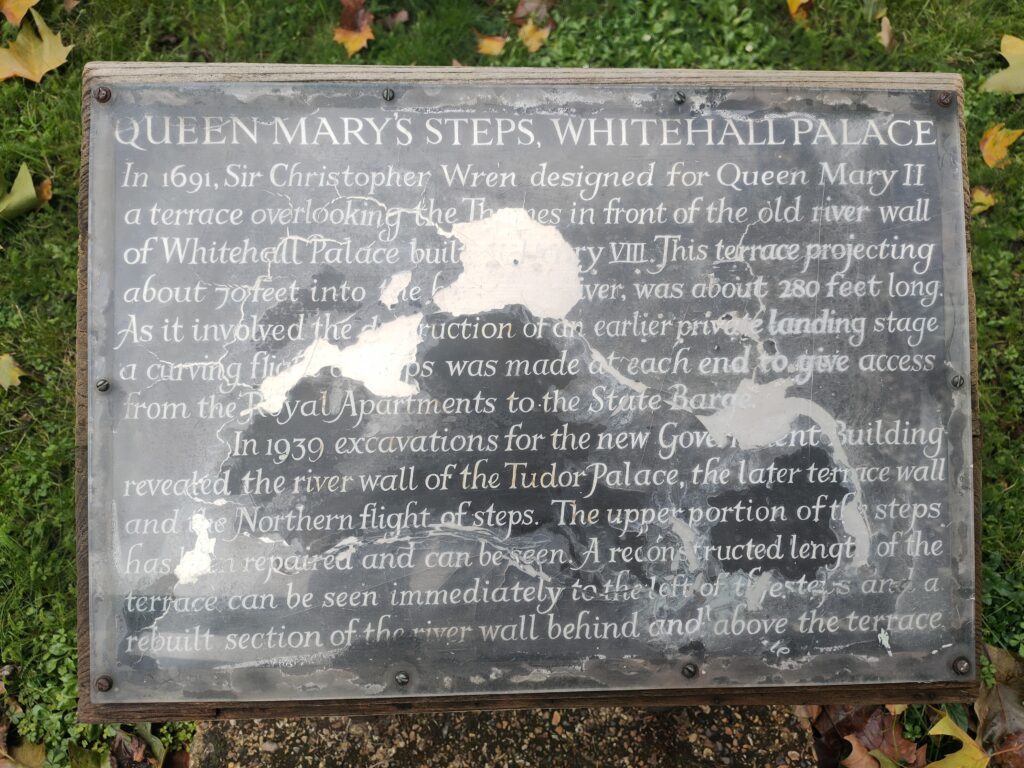 QUEEN MARY'S STEPS, WHITEHALL PALACE
In 1691, Sir Christopher Wren designed for Queen Mary II
a terrace overlooking the Thames in front of the old river wall
of Whitehall Palace built VIII. This terrace projecting
about 70 feet into the river, was about 280 feet long.
As it involved the destruction of an earlier private landing stage
a curving flight steps was made at each end to give access
from the Royal Apartments to the State Barge.
In 1939 excavations for the new Government Building
revealed the river wall of the Tudor Palace, the later terrace wall
and the Northern flight of steps. The upper portion of the steps
has been repaired and can be seen. A reconstructed length of the
terrace can be seen immediately to the left of the steps and a
rebuilt section of the river wall behind and above the terrace.